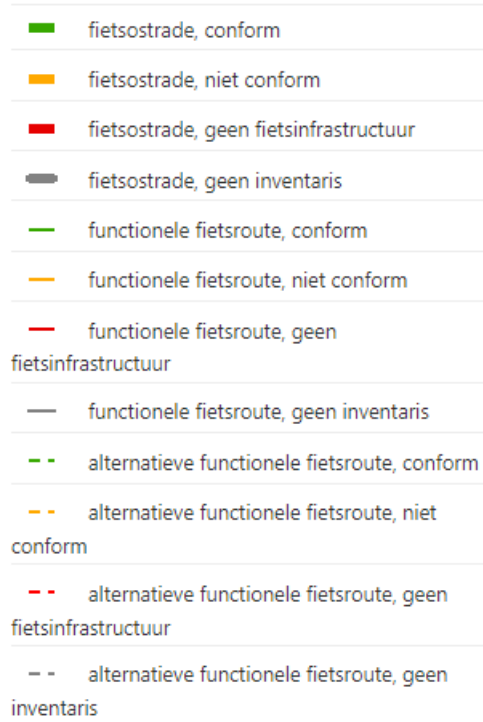 fietsostrade, conform
fietsostrade, niet conform
fietsostrade, geen fietsinfrastructuur
fietsostrade, geen inventaris
functionele fietsroute, conform
functionele fietsroute, niet conform
functionele fietsroute, geen
fietsinfrastructuur
functionele fietsroute, geen inventaris
alternatieve functionele fietsroute, conform
alternatieve functionele fietsroute, niet
conform
alternatieve functionele fietsroute, geen
fietsinfrastructuur
alternatieve functionele fietsroute, geen
inventaris